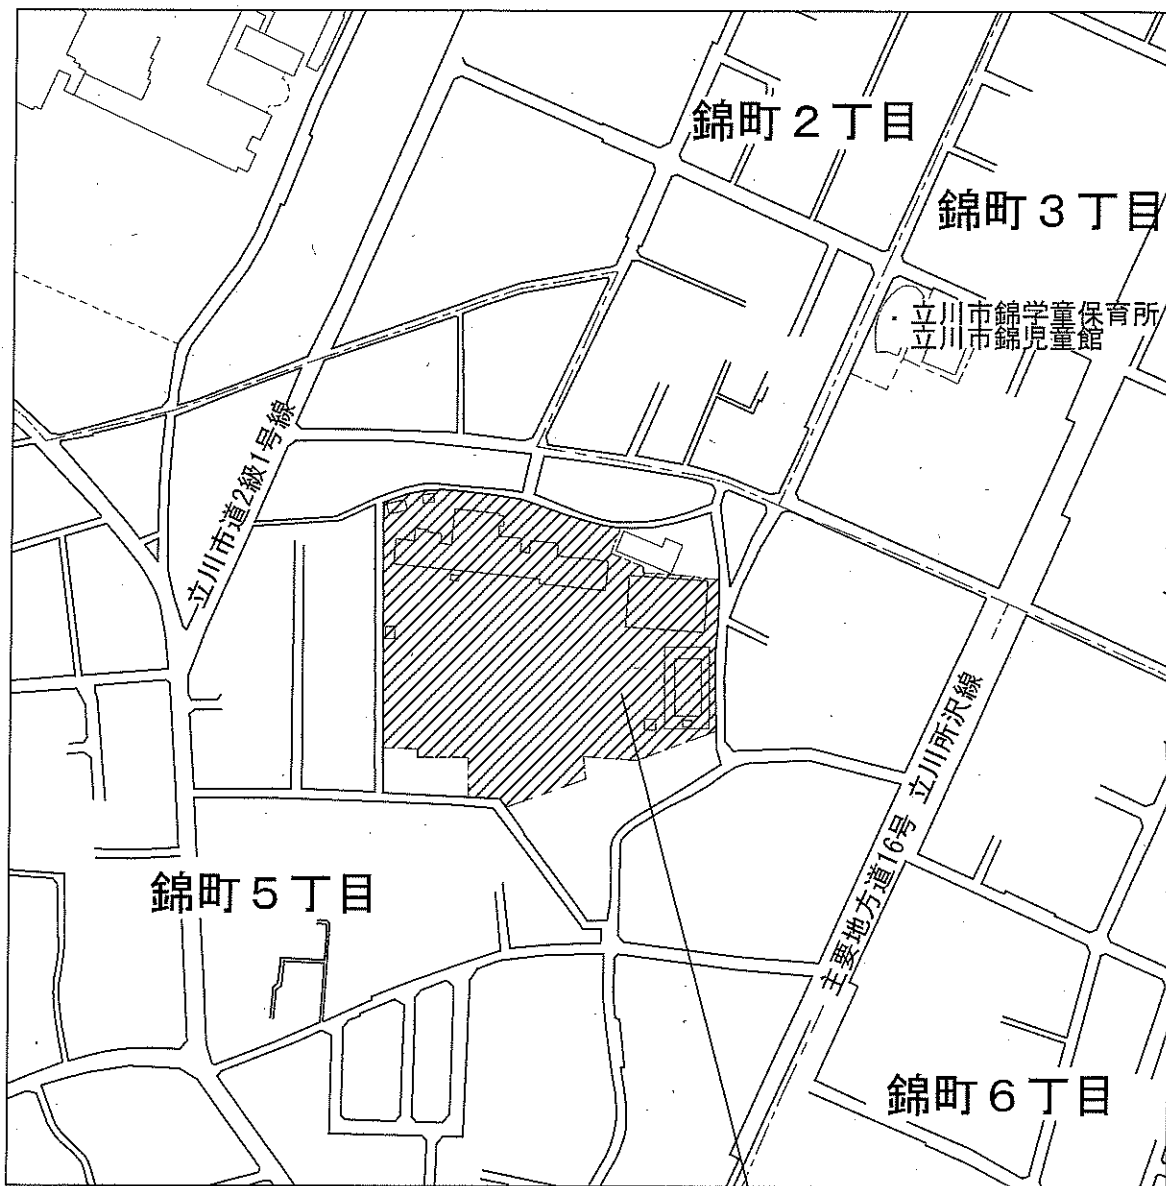 錦町２丁目
錦町３丁目
立川市錦学童保育所
立川市錦児童館
立川市道2級1号線
主要地方道16号 立川所沢線
錦町５丁目
錦町６丁目